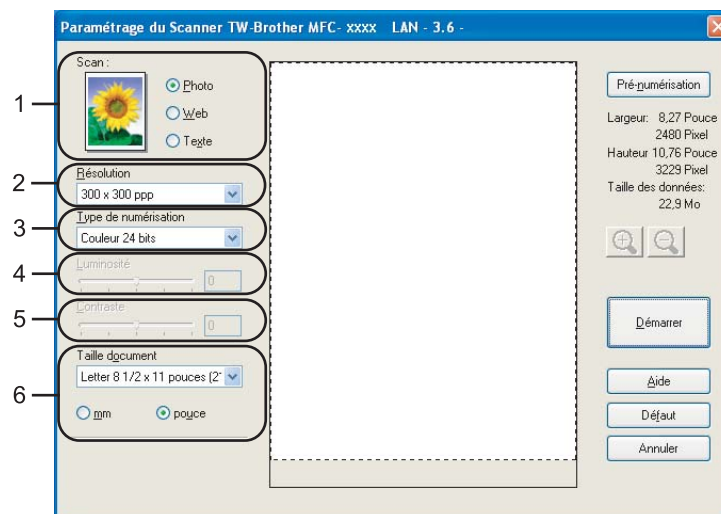 Paramétrage du Scanner TW-Brother MFC- xxxx LAN - 3.6 -
1
Scan :
Photo
Web
Texte
2
Résolution
300 x 300 ppp
3
Type de numérisation
Couleur 24 bits
4
Luminosité
0
5
Contraste
0
6
Taille document
Letter 8 1/2 x 11 pouces (2
mm
pouce
Pré-numérisation
Largeur: 8,27 Pouce
2480 Pixel
Hauteur 10,76 Pouce
3229 Pixel
Taille des données:
22,9 Mo
Démarrer
Aide
Défaut
Annuler